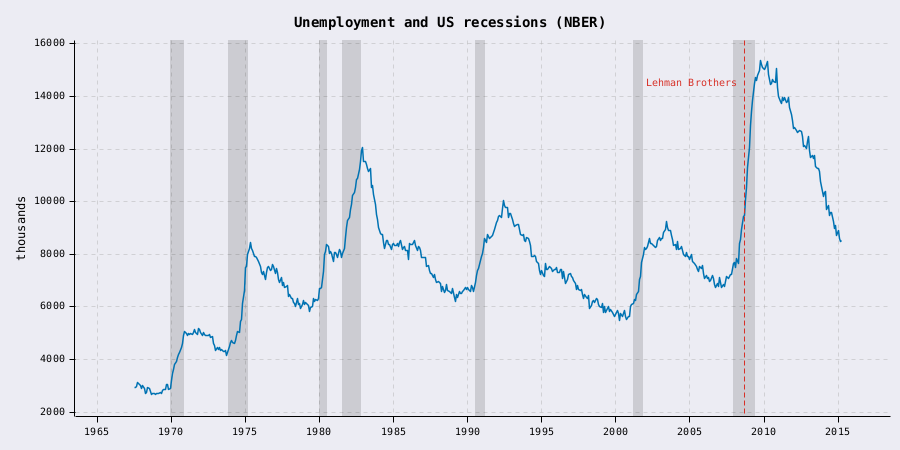 Unemployment and US recessions (NBER)
16000
14000
12000
10000
8000
6000
4000
2000
thousands
Lehman Brothers
1965 1970 1975 1980 1985 1990 1995 2000 2005 2010 2015